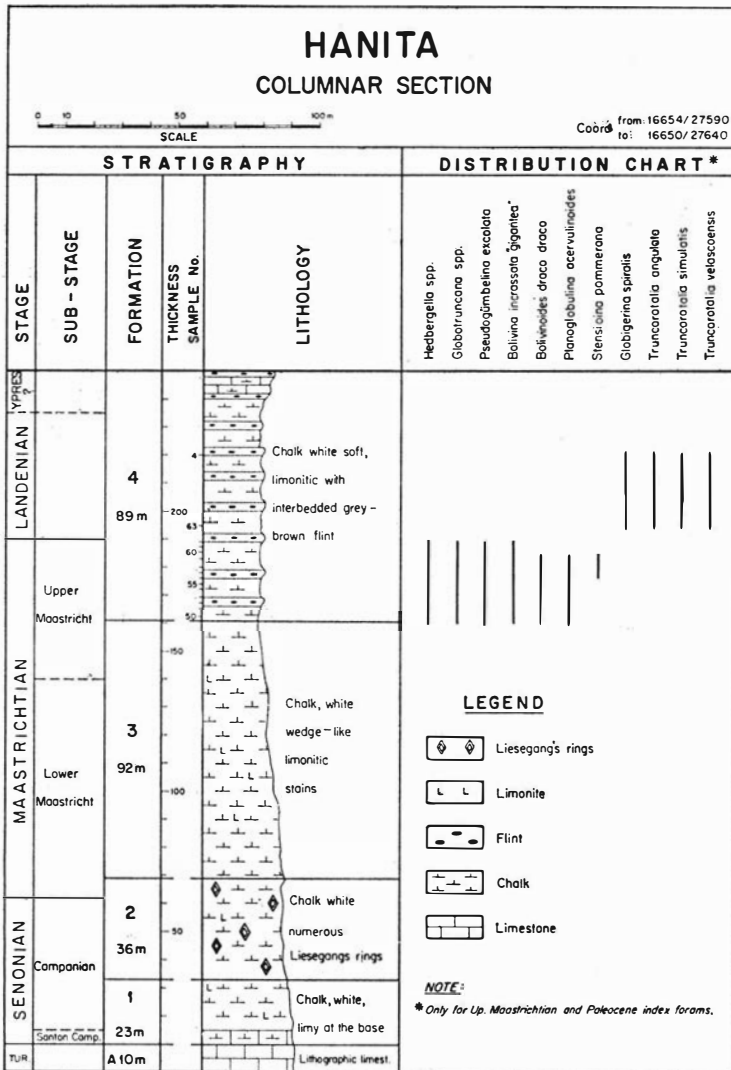 HANITA
COLUMNAR SECTION
0 10 50 100m
SCALE
Coord from: 16654/27590
to: 16650/27640
STRATIGRAPHY
DISTRIBUTION CHART *
STAGE
SUB-STAGE
FORMATION
THICKNESS
SAMPLE No.
LITHOLOGY
Hedbergella spp.
Globotruncana spp.
Pseudogümbelina excolata
Bolivina incrassata "gigantea"
Bolivinoides draco draco
Planoglobulina acervulinoides
Stensioina pommerana
Globigerina spiralis
Truncorotalia angulata
Truncorotalia simulatis
Truncorotalia velascoensis
YPRES ?
LANDENIAN
MAASTRICHTIAN
SENONIAN
TUR.
Upper
Maastricht
Lower
Maastricht
Companian
Santon Camp.
4
89m
3
92m
2
36m
1
23m
A 10m
4
200
63
60
55
50
150
100
50
Chalk white soft,
limonitic with
interbedded grey-
brown flint
Chalk, white
wedge-like
limonitic
stains
Chalk white
numerous
Liesegangs rings
Chalk, white,
limy at the base
Lithographic limest.
LEGEND
Liesegang's rings
L L Limonite
Flint
Chalk
Limestone
NOTE:
* Only for Up. Maastrichtian and Paleocene index forams.